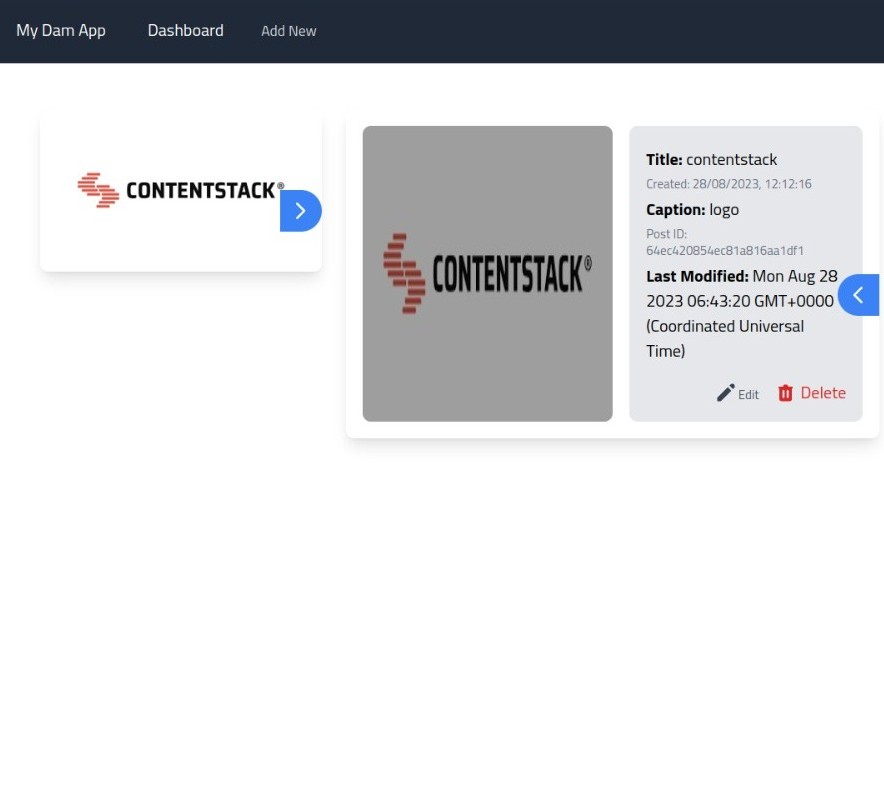 My Dam App
Dashboard
Add New
CONTENTSTACK®
CONTENTSTACK®
Title: contentstack
Created: 28/08/2023, 12:12:16
Caption: logo
Post ID:
64ec420854ec81a816aa1df1
Last Modified: Mon Aug 28
2023 06:43:20 GMT+0000
(Coordinated Universal
Time)
Edit
Delete